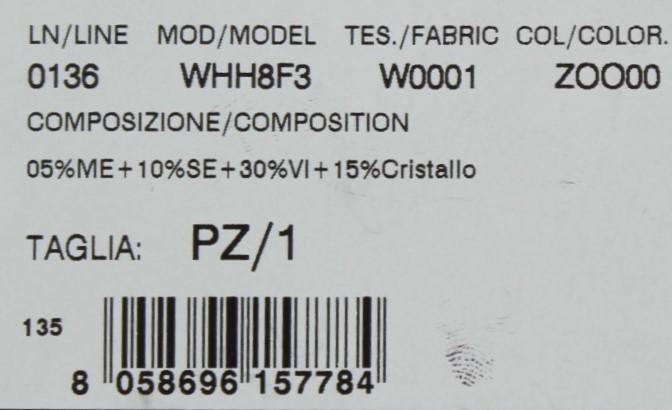 LN/LINE MOD/MODEL TES./FABRIC COL/COLOR.
0136 WHH8F3 W0001 ZOO00
COMPOSIZIONE/COMPOSITION
05%ME+10%SE+30%VI+15%Cristallo
TAGLIA: PZ/1
135
8 058696 157784